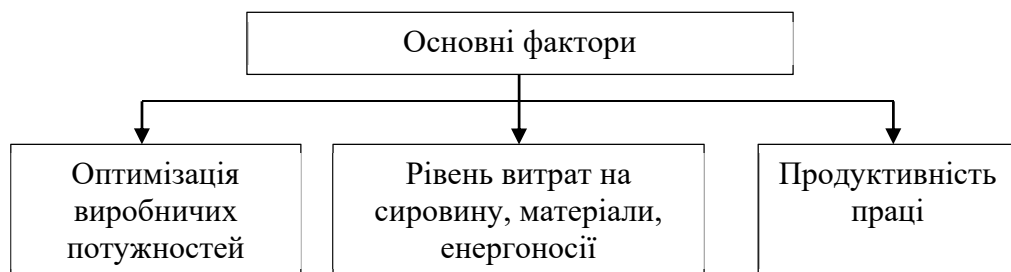 Основні фактори
Оптимізація
виробничих
потужностей
Рівень витрат на
сировину, матеріали,
енергоносії
Продуктивність
праці